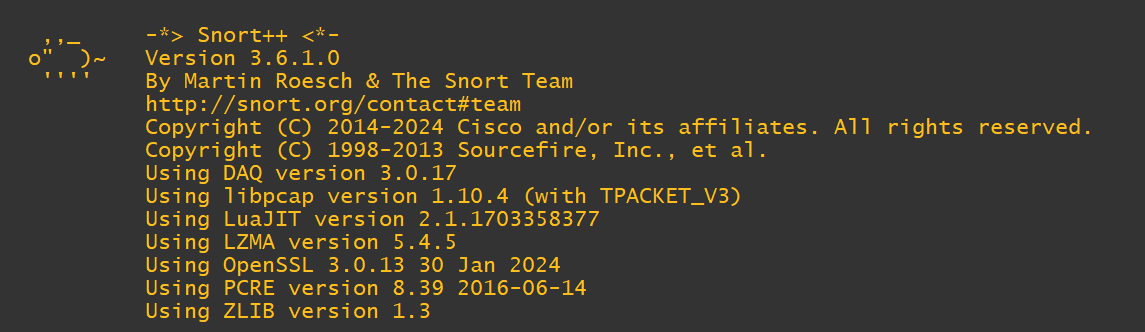 ,,_ -*> Snort++ <*-
o" )~ Version 3.6.1.0
'''' By Martin Roesch & The Snort Team
http://snort.org/contact#team
Copyright (C) 2014-2024 Cisco and/or its affiliates. All rights reserved.
Copyright (C) 1998-2013 Sourcefire, Inc., et al.
Using DAQ version 3.0.17
Using libpcap version 1.10.4 (with TPACKET_V3)
Using LuaJIT version 2.1.1703358377
Using LZMA version 5.4.5
Using OpenSSL 3.0.13 30 Jan 2024
Using PCRE version 8.39 2016-06-14
Using ZLIB version 1.3